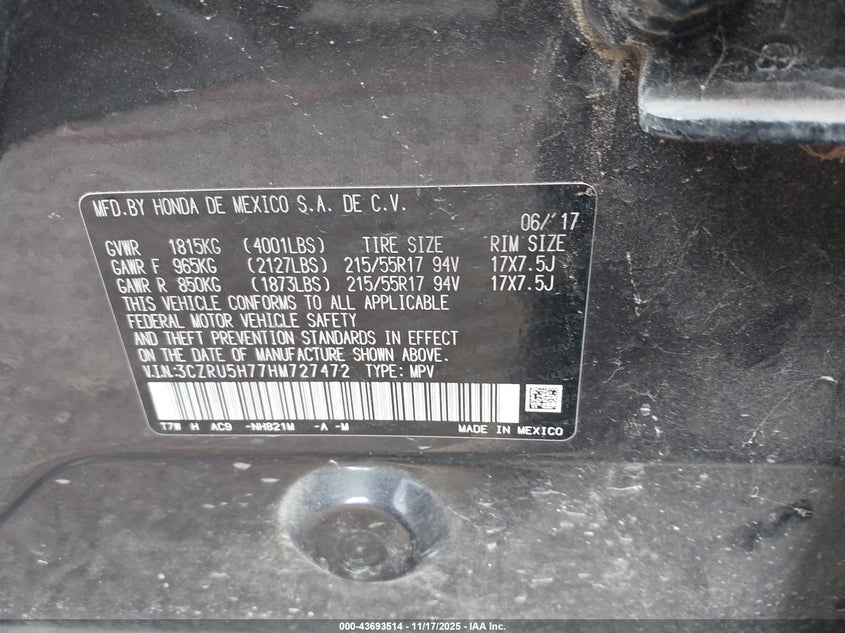 MFD.BY HONDA DE MEXICO S.A. DE C.V.
06/'17
GVWR 1815KG (4001LBS) TIRE SIZE RIM SIZE
GAWR F 965KG (2127LBS) 215/55R17 94V 17X7.5J
GAWR R 850KG (1873LBS) 215/55R17 94V 17X7.5J
THIS VEHICLE CONFORMS TO ALL APPLICABLE
FEDERAL MOTOR VEHICLE SAFETY
AND THEFT PREVENTION STANDARDS IN EFFECT
ON THE DATE OF MANUFACTURE SHOWN ABOVE.
V.I.N:3CZRU5H77HM727472 TYPE: MPV
T7W H AC9 -NH821M -A -M MADE IN MEXICO
000-43693514 - 11/17/2025 - IAA Inc.